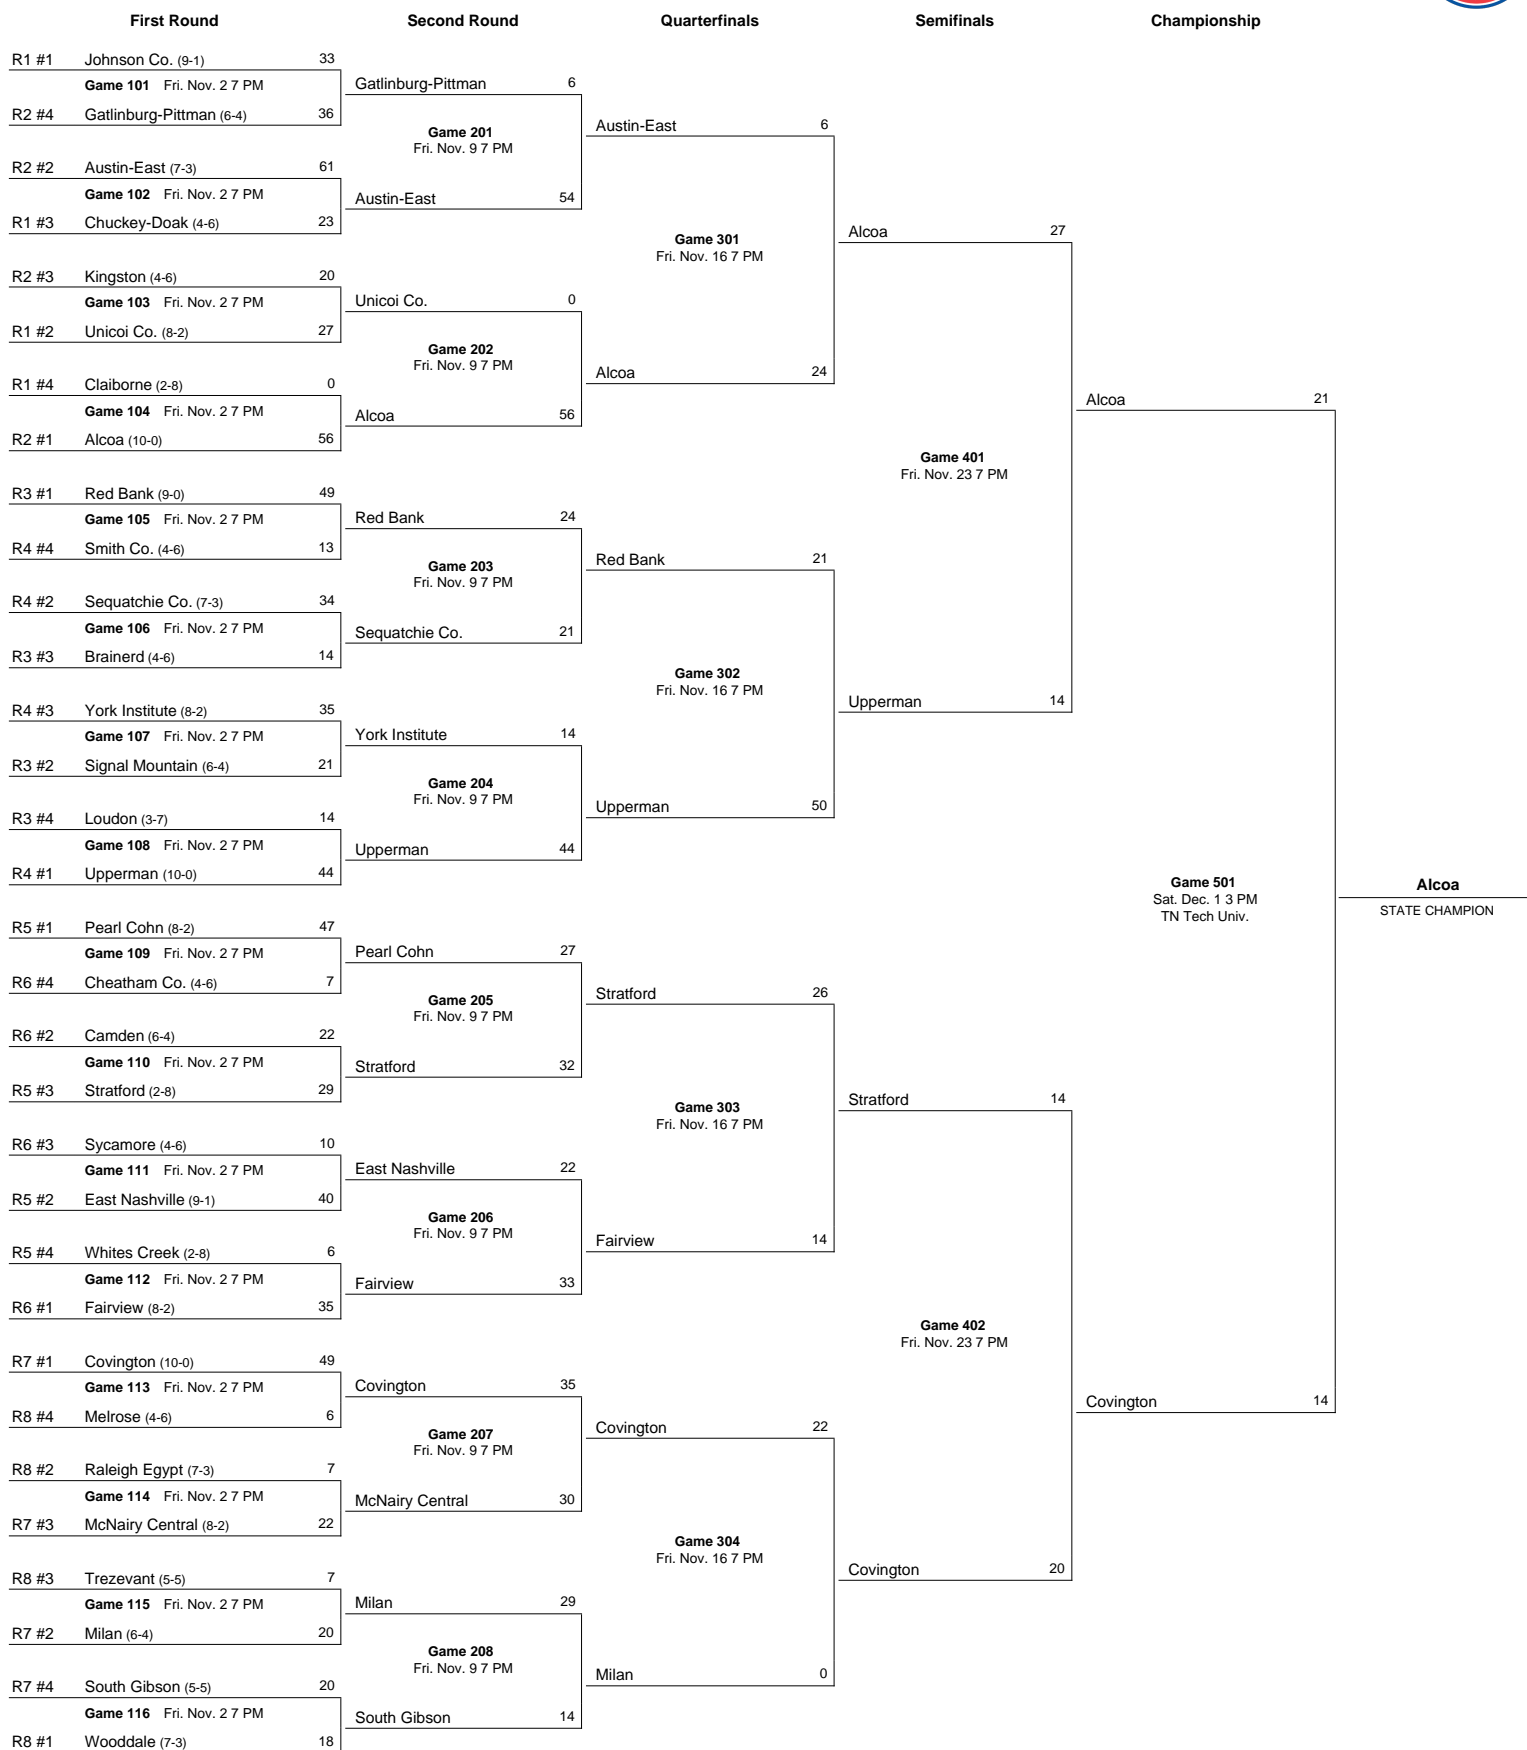 First Round Second Round Quarterfinals Semifinals Championship
R1 #1 Johnson Co. (9-1) 33
Game 101 Fri. Nov. 2 7 PM
R2 #4 Gatlinburg-Pittman (6-4) 36
R2 #2 Austin-East (7-3) 61
Game 102 Fri. Nov. 2 7 PM
R1 #3 Chuckey-Doak (4-6) 23
R2 #3 Kingston (4-6) 20
Game 103 Fri. Nov. 2 7 PM
R1 #2 Unicoi Co. (8-2) 27
R1 #4 Claiborne (2-8) 0
Game 104 Fri. Nov. 2 7 PM
R2 #1 Alcoa (10-0) 56
R3 #1 Red Bank (9-0) 49
Game 105 Fri. Nov. 2 7 PM
R4 #4 Smith Co. (4-6) 13
R4 #2 Sequatchie Co. (7-3) 34
Game 106 Fri. Nov. 2 7 PM
R3 #3 Brainerd (4-6) 14
R4 #3 York Institute (8-2) 35
Game 107 Fri. Nov. 2 7 PM
R3 #2 Signal Mountain (6-4) 21
R3 #4 Loudon (3-7) 14
Game 108 Fri. Nov. 2 7 PM
R4 #1 Upperman (10-0) 44
R5 #1 Pearl Cohn (8-2) 47
Game 109 Fri. Nov. 2 7 PM
R6 #4 Cheatham Co. (4-6) 7
R6 #2 Camden (6-4) 22
Game 110 Fri. Nov. 2 7 PM
R5 #3 Stratford (2-8) 29
R6 #3 Sycamore (4-6) 10
Game 111 Fri. Nov. 2 7 PM
R5 #2 East Nashville (9-1) 40
R5 #4 Whites Creek (2-8) 6
Game 112 Fri. Nov. 2 7 PM
R6 #1 Fairview (8-2) 35
R7 #1 Covington (10-0) 49
Game 113 Fri. Nov. 2 7 PM
R8 #4 Melrose (4-6) 6
R8 #2 Raleigh Egypt (7-3) 7
Game 114 Fri. Nov. 2 7 PM
R7 #3 McNairy Central (8-2) 22
R8 #3 Trezevant (5-5) 7
Game 115 Fri. Nov. 2 7 PM
R7 #2 Milan (6-4) 20
R7 #4 South Gibson (5-5) 20
Game 116 Fri. Nov. 2 7 PM
R8 #1 Wooddale (7-3) 18
Gatlinburg-Pittman 6
Game 201
Fri. Nov. 9 7 PM
Austin-East 54
Unicoi Co. 0
Game 202
Fri. Nov. 9 7 PM
Alcoa 56
Red Bank 24
Game 203
Fri. Nov. 9 7 PM
Sequatchie Co. 21
York Institute 14
Game 204
Fri. Nov. 9 7 PM
Upperman 44
Pearl Cohn 27
Game 205
Fri. Nov. 9 7 PM
Stratford 32
East Nashville 22
Game 206
Fri. Nov. 9 7 PM
Fairview 33
Covington 35
Game 207
Fri. Nov. 9 7 PM
McNairy Central 30
Milan 29
Game 208
Fri. Nov. 9 7 PM
South Gibson 14
Austin-East 6
Game 301
Fri. Nov. 16 7 PM
Alcoa 24
Red Bank 21
Game 302
Fri. Nov. 16 7 PM
Upperman 50
Stratford 26
Game 303
Fri. Nov. 16 7 PM
Fairview 14
Covington 22
Game 304
Fri. Nov. 16 7 PM
Milan 0
Alcoa 27
Game 401
Fri. Nov. 23 7 PM
Upperman 14
Stratford 14
Game 402
Fri. Nov. 23 7 PM
Covington 20
Alcoa 21
Game 501
Sat. Dec. 1 3 PM
TN Tech Univ.
Covington 14
Alcoa
STATE CHAMPION